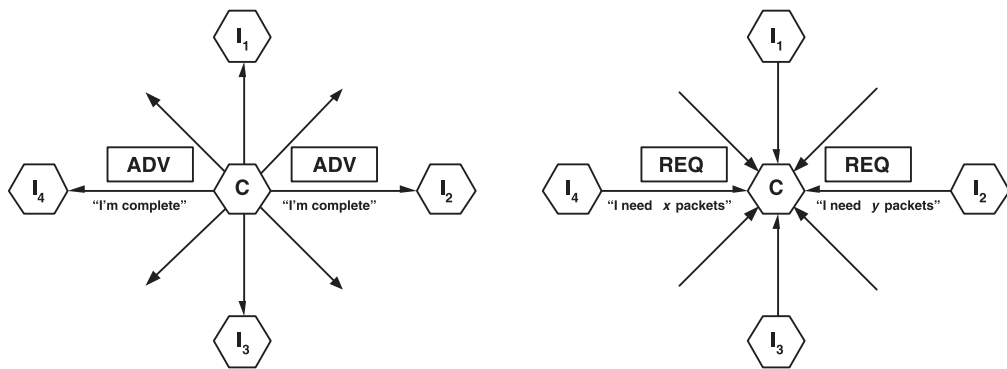 I1
ADV ADV
I4 C I2
“I’m complete” “I’m complete”
I3
I1
REQ REQ
I4 C I2
“I need x packets” “I need y packets”
I3